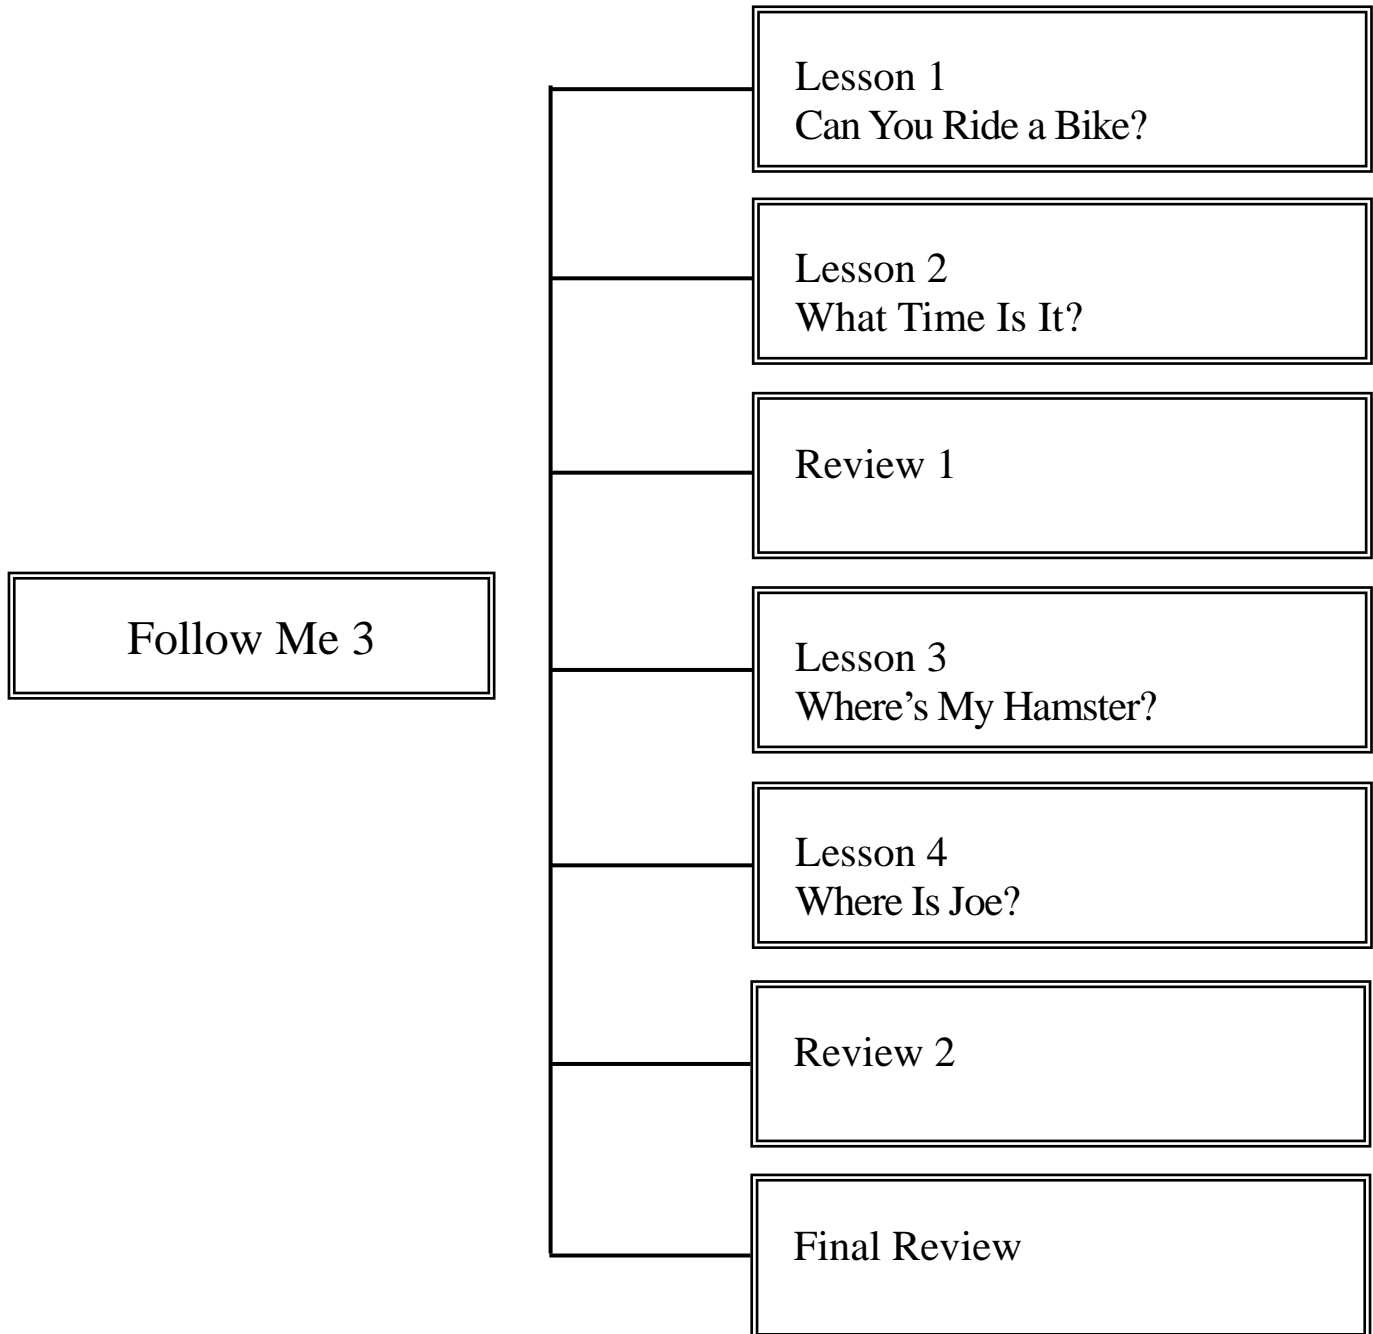 Lesson 1
Can You Ride a Bike?
Lesson 2
What Time Is It?
Review 1
Follow Me 3
Lesson 3
Where’s My Hamster?
Lesson 4
Where Is Joe?
Review 2
Final Review